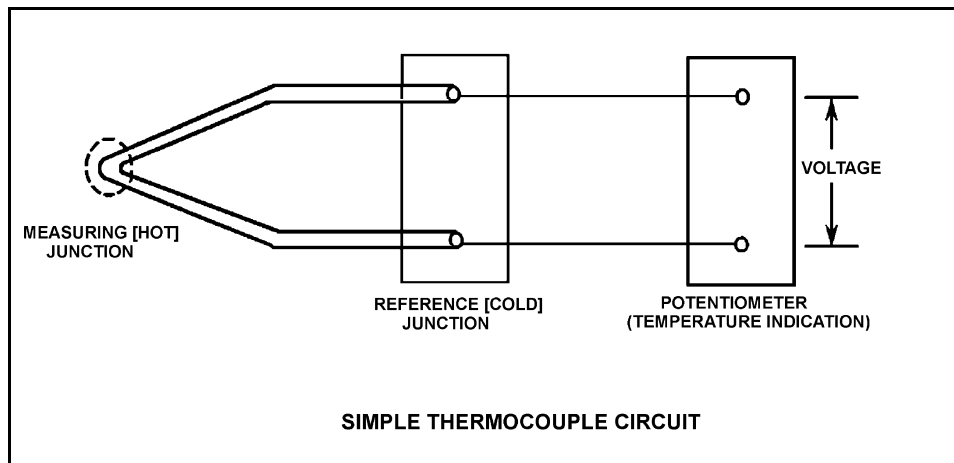 VOLTAGE
MEASURING [HOT]
JUNCTION
REFERENCE [COLD]
JUNCTION
POTENTIOMETER
(TEMPERATURE INDICATION)
SIMPLE THERMOCOUPLE CIRCUIT